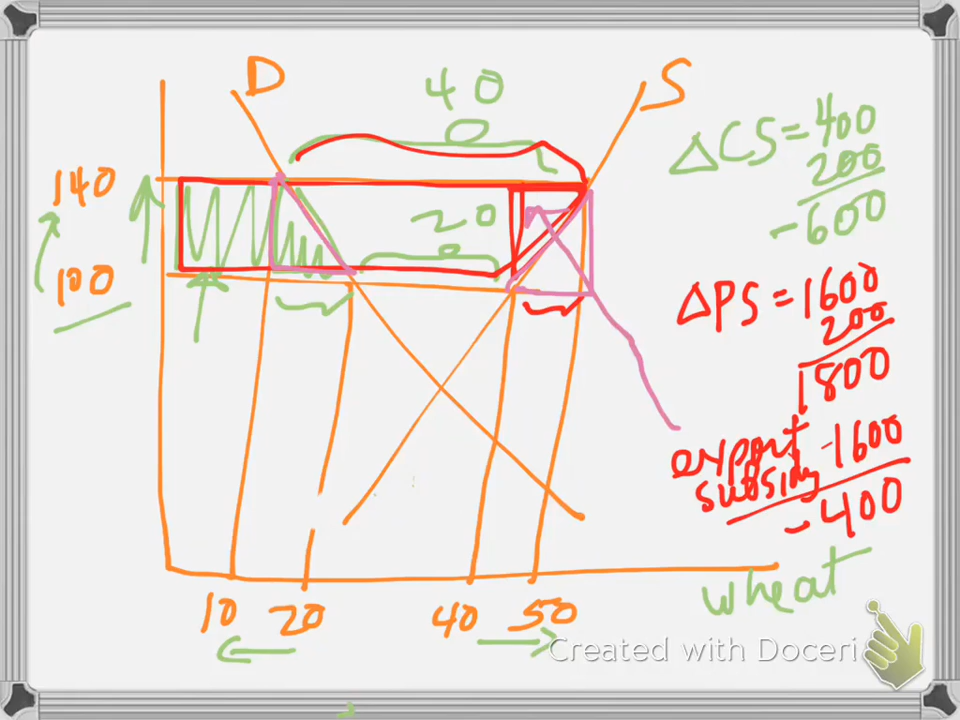 D
S
40
140
20
100
ΔCS = 400
200
-600
ΔPS = 1600
200
1800
export -1600
subsidy
-400
wheat
10 20 40 50
Created with Doceri